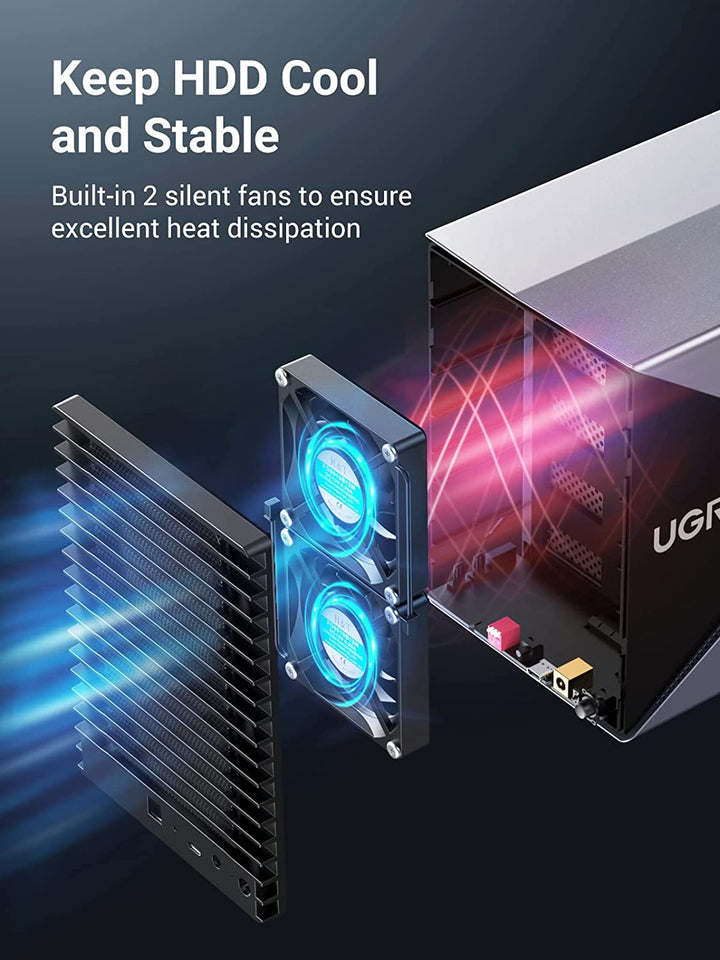 Keep HDD Cool
and Stable
Built-in 2 silent fans to ensure
excellent heat dissipation
H&T
H&T
UGR